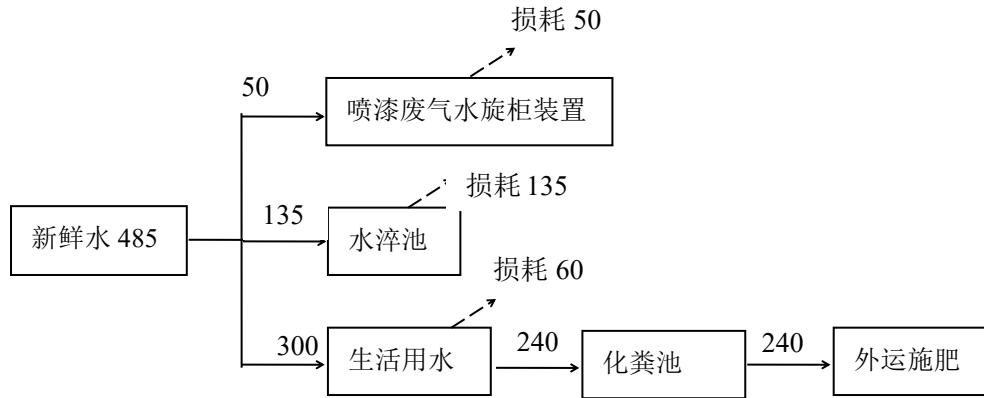 损耗 50
50
喷漆废气水旋柜装置
损耗 135
135
新鲜水 485
水淬池
损耗 60
300
生活用水
240
化粪池
240
外运施肥